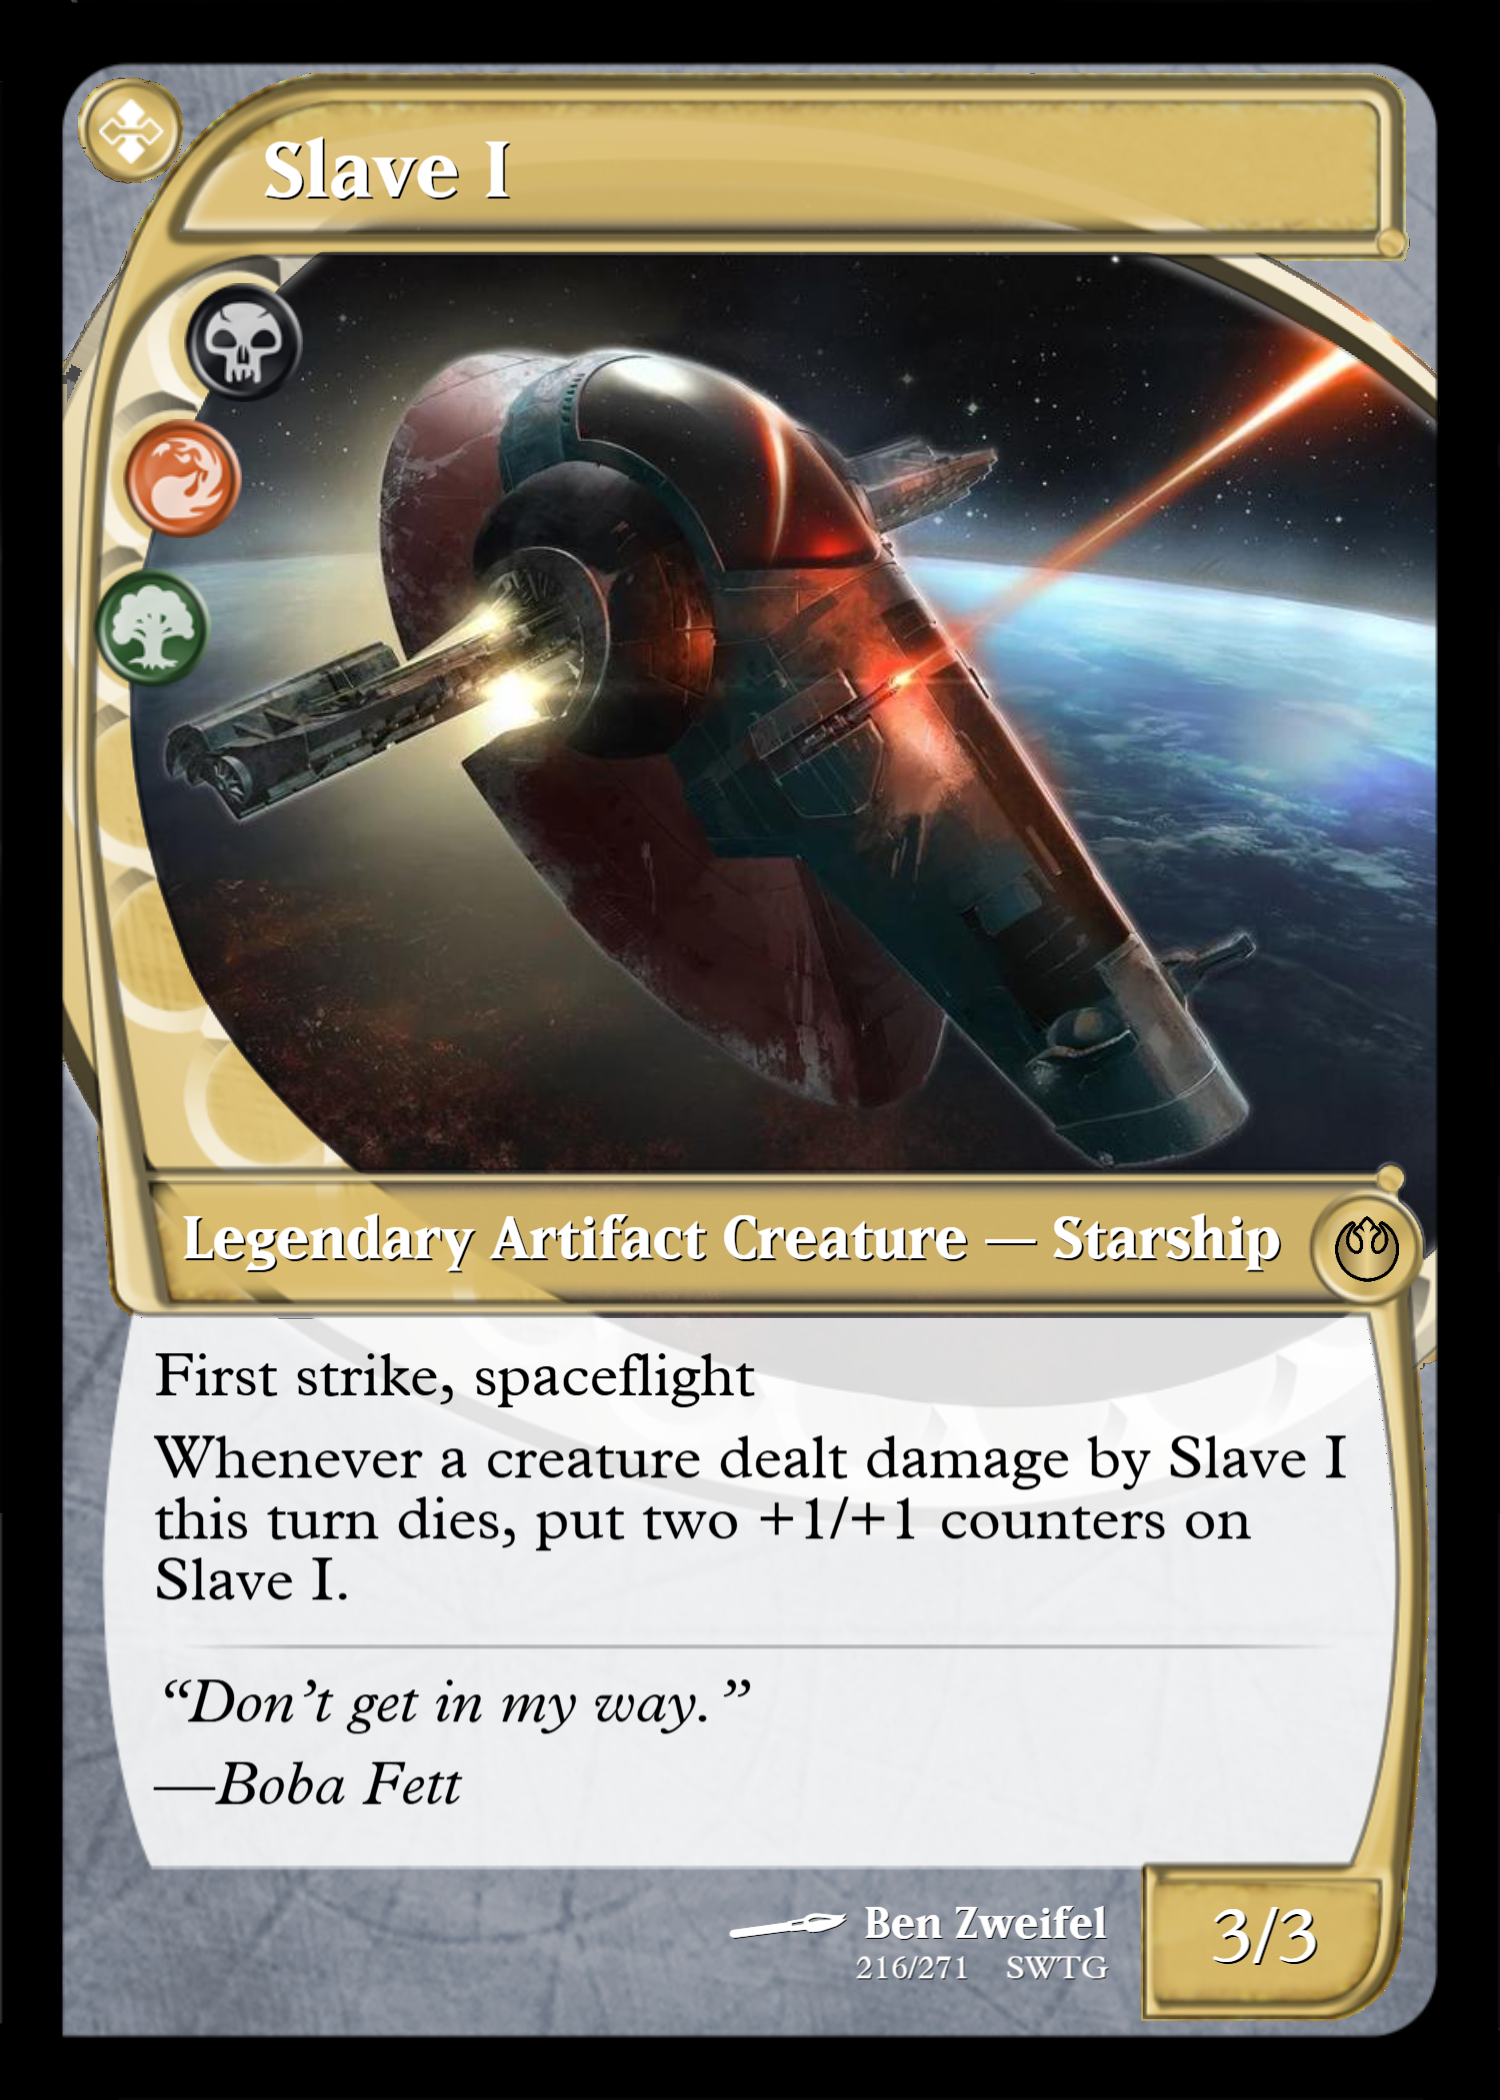 Slave I
Legendary Artifact Creature — Starship
First strike, spaceflight
Whenever a creature dealt damage by Slave I
this turn dies, put two +1/+1 counters on
Slave I.
“Don’t get in my way.”
—Boba Fett
Ben Zweifel
216/271 SWTG
3/3